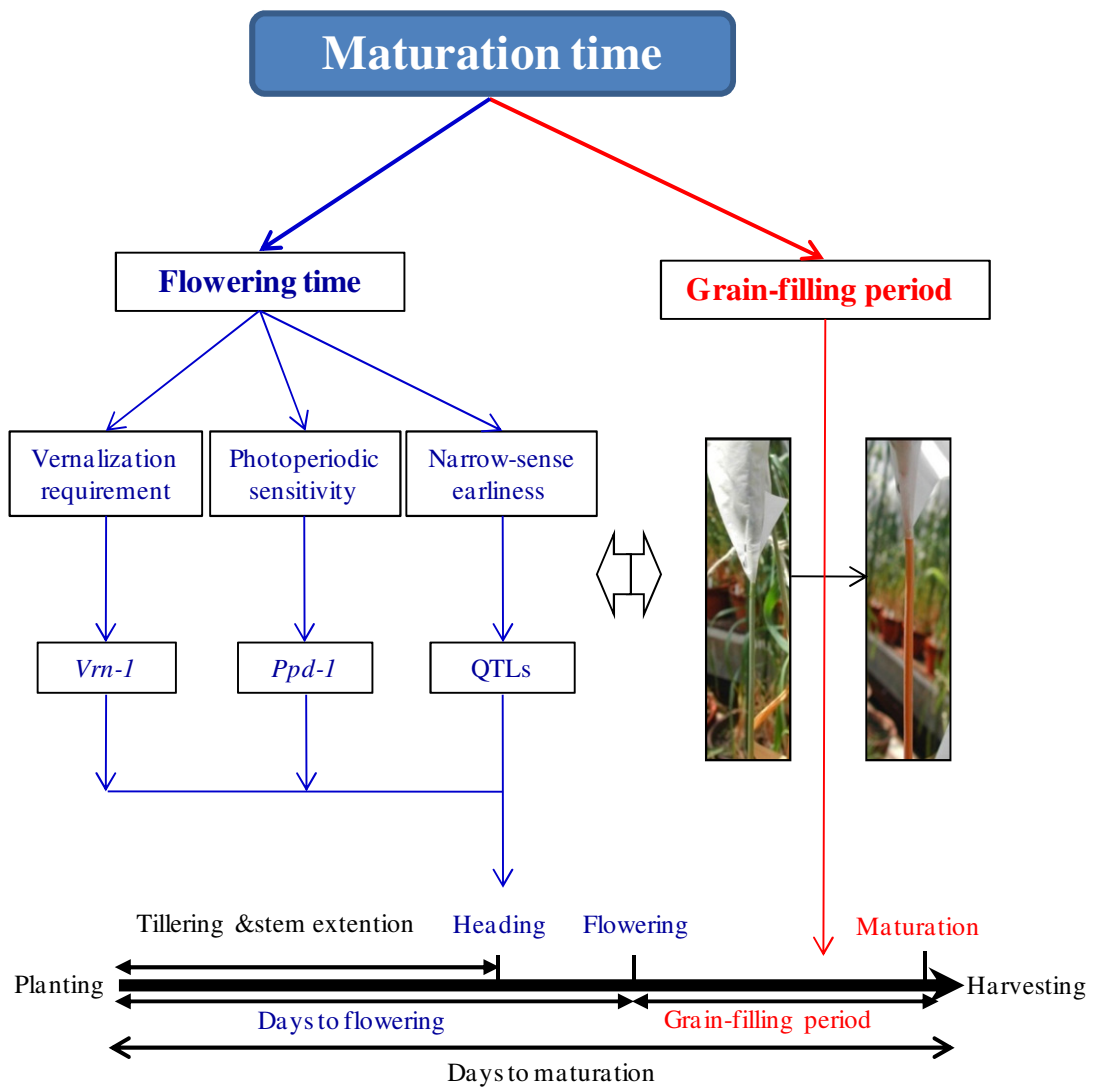 Maturation time
Flowering time
Grain-filling period
Vernalization
requirement
Photoperiodic
sensitivity
Narrow-sense
earliness
Vrn-1
Ppd-1
QTLs
Tillering &stem extention
Heading
Flowering
Maturation
Planting
Harvesting
Days to flowering
Grain-filling period
Days to maturation